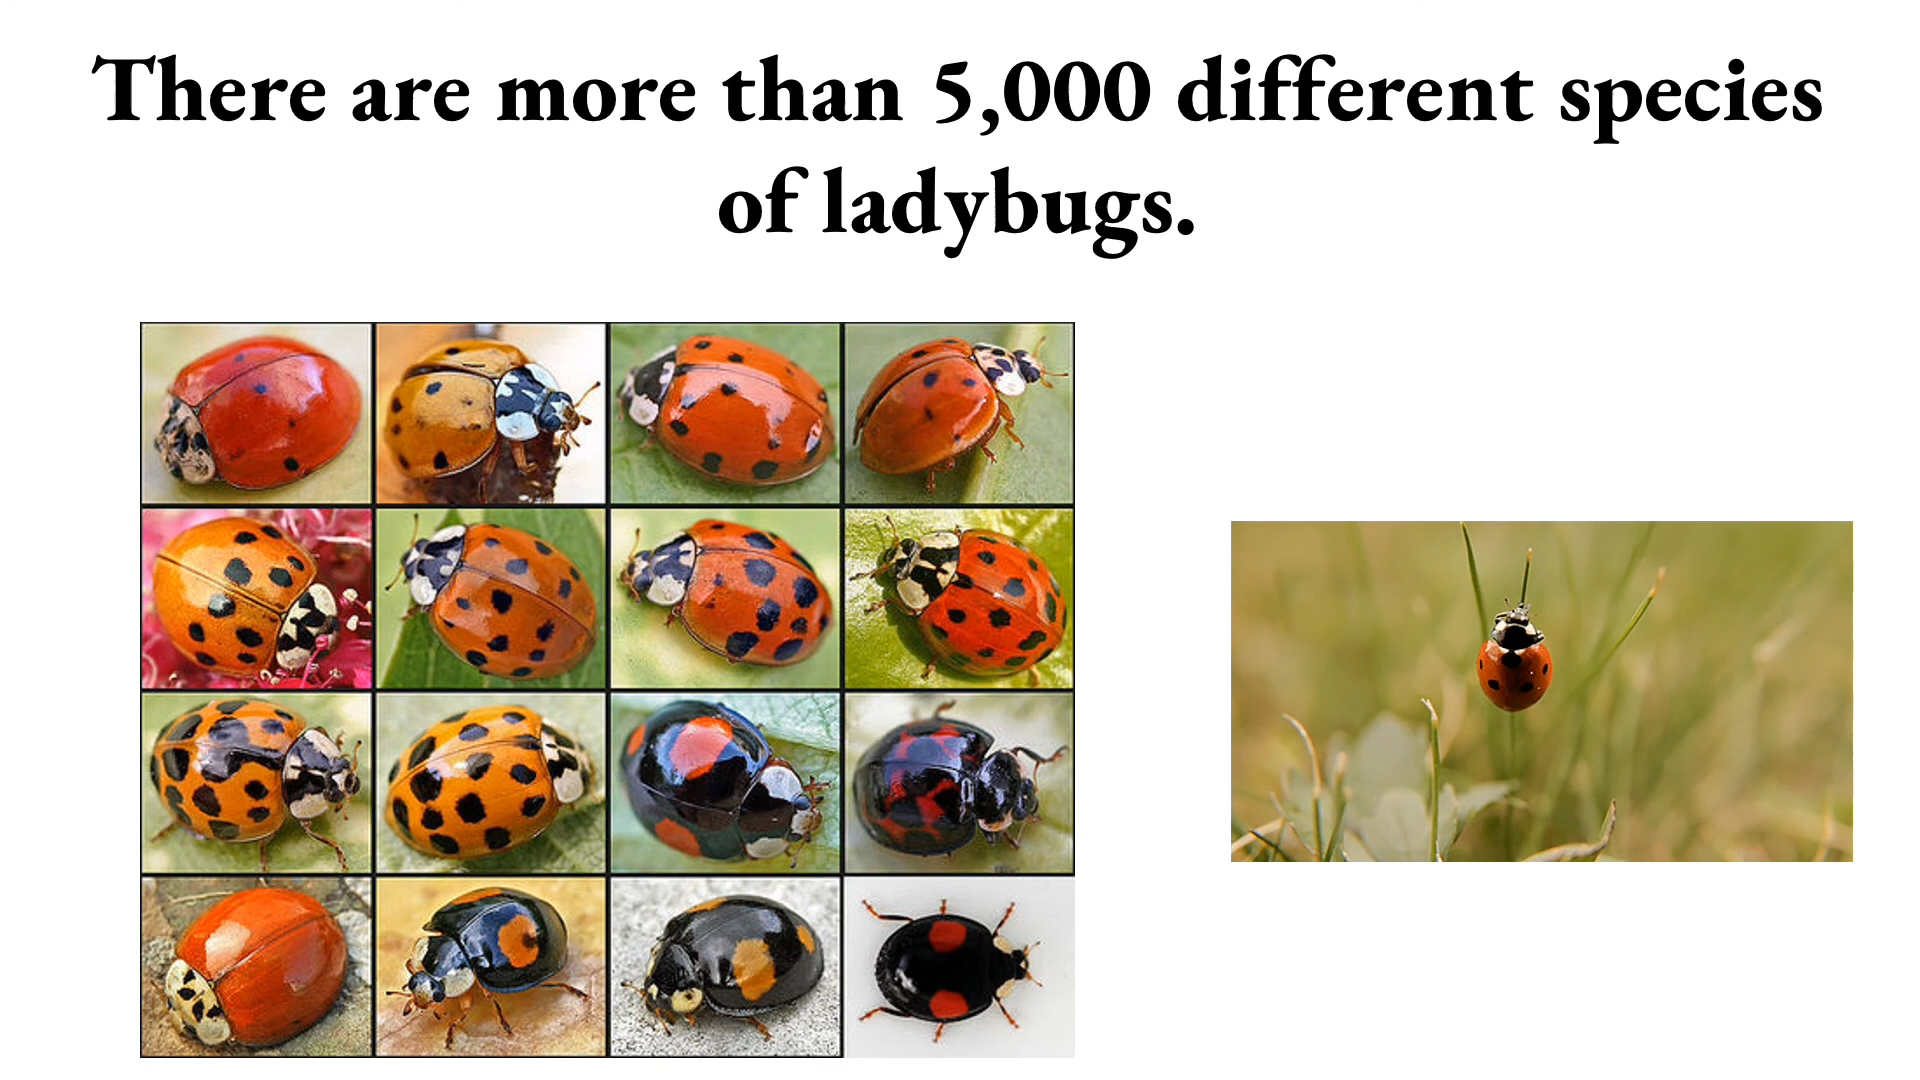 There are more than 5,000 different species
of ladybugs.